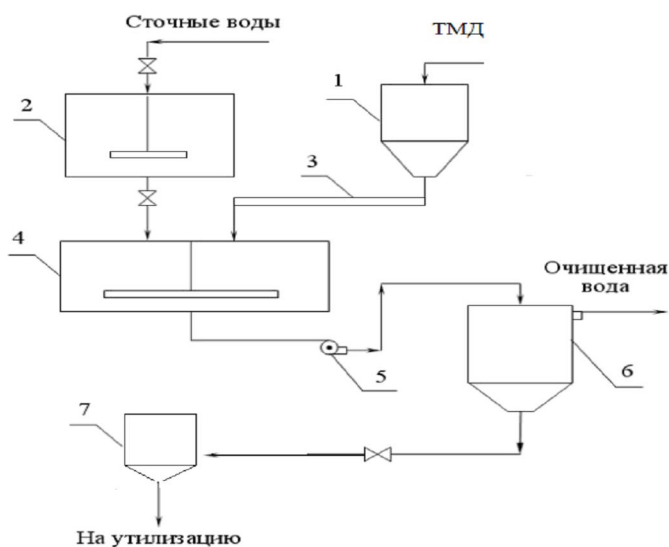 Сточные воды
ТМД
1
2
3
4
Очищенная
вода
5
6
7
На утилизацию